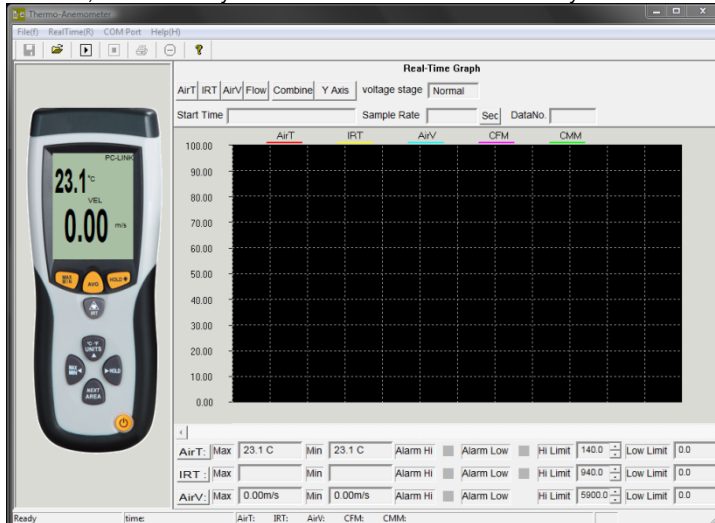 Thermo-Anemometer
File(f) RealTime(R) COM Port Help(H)
Real-Time Graph
AirT IRT AirV Flow Combine Y Axis voltage stage Normal
Start Time Sample Rate Sec DataNo.
AirT IRT AirV CFM CMM
100.00
90.00
80.00
70.00
60.00
50.00
40.00
30.00
20.00
10.00
0.00
PC-LINK
23.1 °C
VEL
0.00 m/s
MAX MIN AVG HOLD
IRT
°C-°F
UNITS
MAX MIN HOLD
NEXT
AREA
AirT: Max 23.1 C Min 23.1 C Alarm Hi Alarm Low Hi Limit 140.0 Low Limit 0.0
IRT : Max Min Alarm Hi Alarm Low Hi Limit 940.0 Low Limit 0.0
AirV: Max 0.00m/s Min 0.00m/s Alarm Hi Alarm Low Hi Limit 5900.0 Low Limit 0.0
Ready time: AirT: IRT: AirV: CFM: CMM: